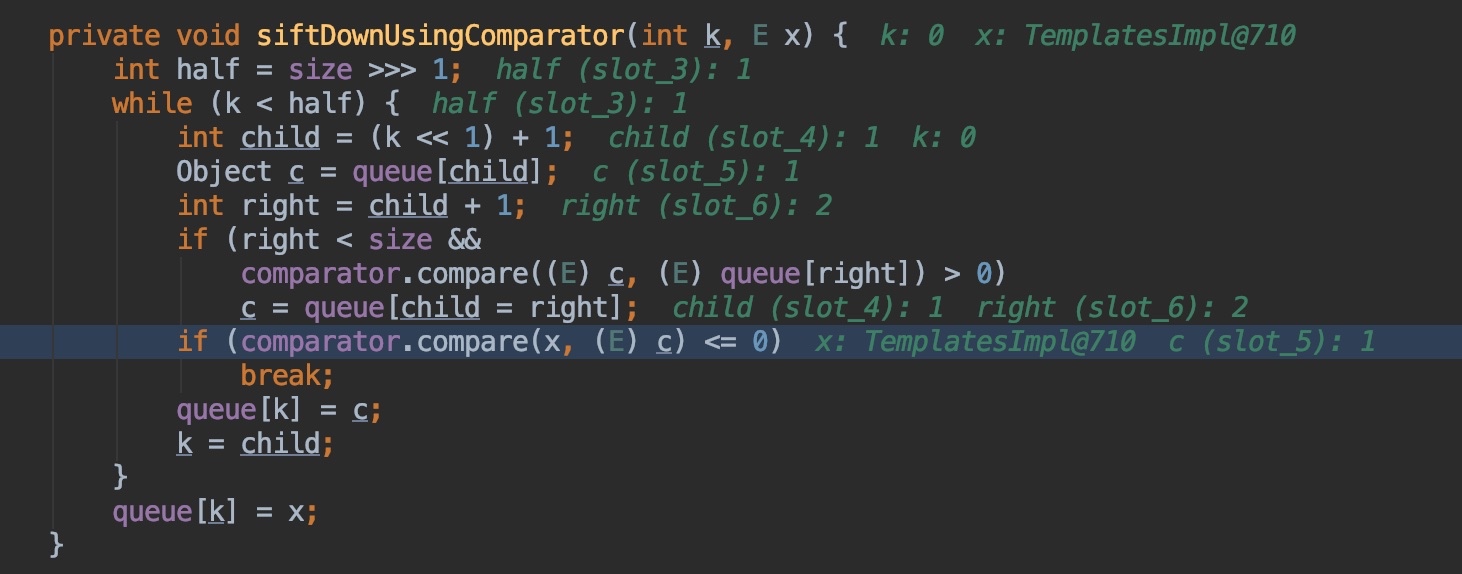 private void siftDownUsingComparator(int k, E x) {  k: 0  x: TemplatesImpl@710
    int half = size >>> 1;  half (slot_3): 1
    while (k < half) {  half (slot_3): 1
        int child = (k << 1) + 1;  child (slot_4): 1  k: 0
        Object c = queue[child];  c (slot_5): 1
        int right = child + 1;  right (slot_6): 2
        if (right < size &&
            comparator.compare((E) c, (E) queue[right]) > 0)
            c = queue[child = right];  child (slot_4): 1  right (slot_6): 2
        if (comparator.compare(x, (E) c) <= 0)  x: TemplatesImpl@710  c (slot_5): 1
            break;
        queue[k] = c;
        k = child;
    }
    queue[k] = x;
}